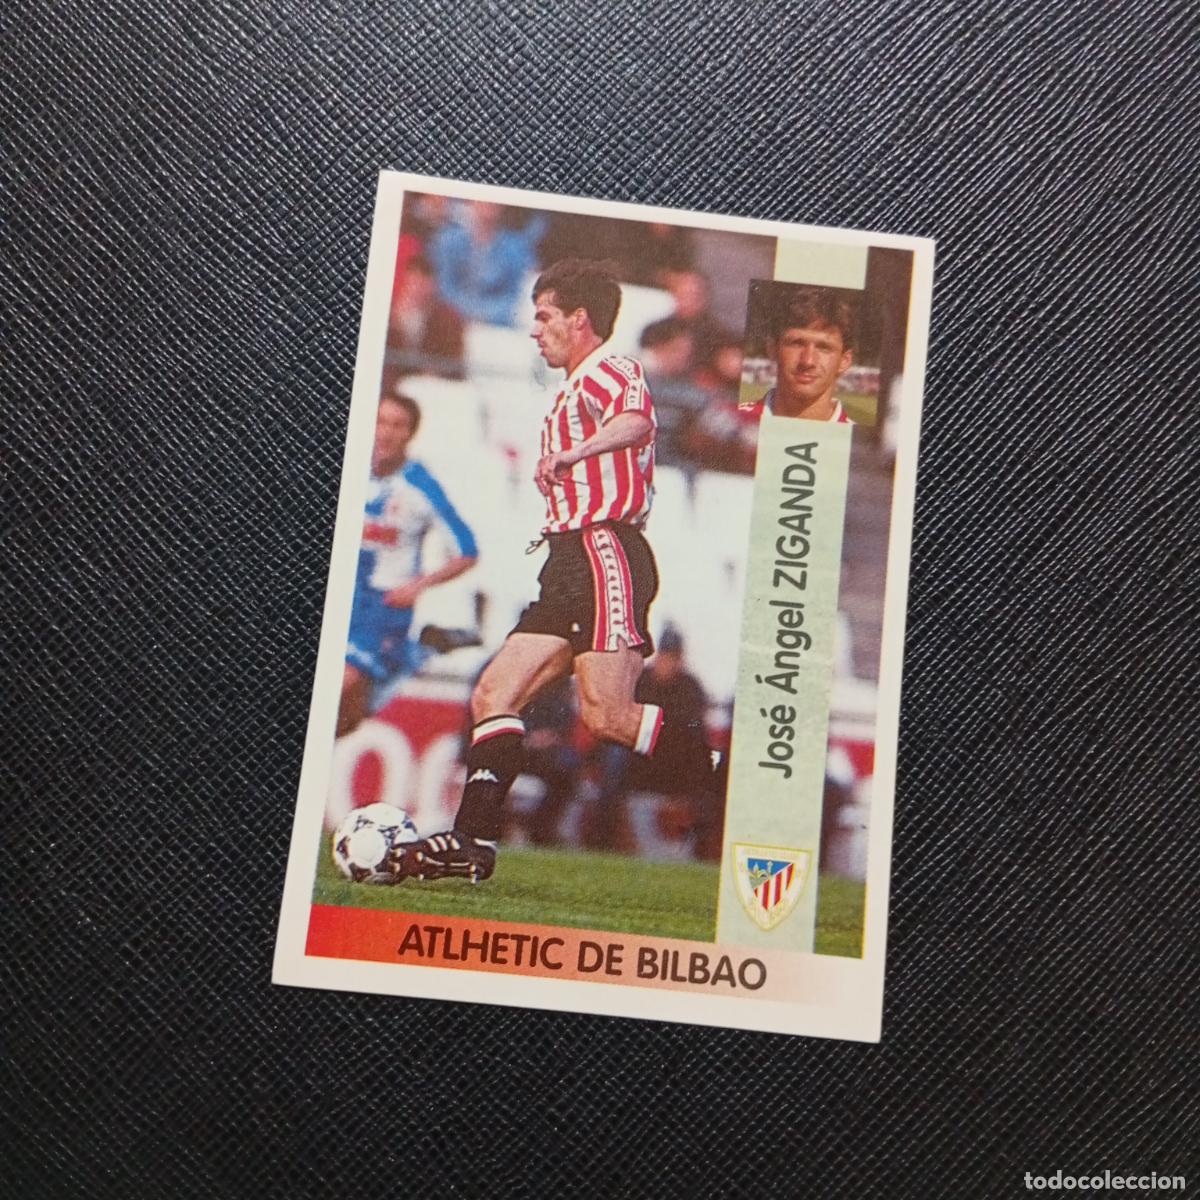 José Ángel ZIGANDA
ATLHETIC DE BILBAO
todocoleccion